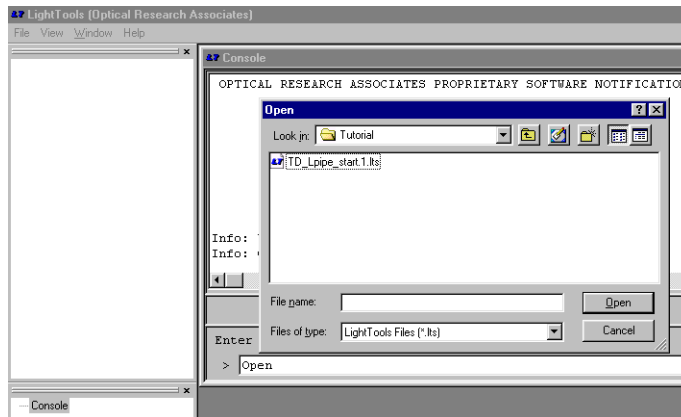 LightTools (Optical Research Associates)
File View Window Help
Console
OPTICAL RESEARCH ASSOCIATES PROPRIETARY SOFTWARE NOTIFICATIO
Open
Look in: Tutorial
TD_Lpipe_start.1.lts
Info:
Info:
File name:
Open
Files of type: LightTools Files (*.lts)
Cancel
Enter
> Open
Console